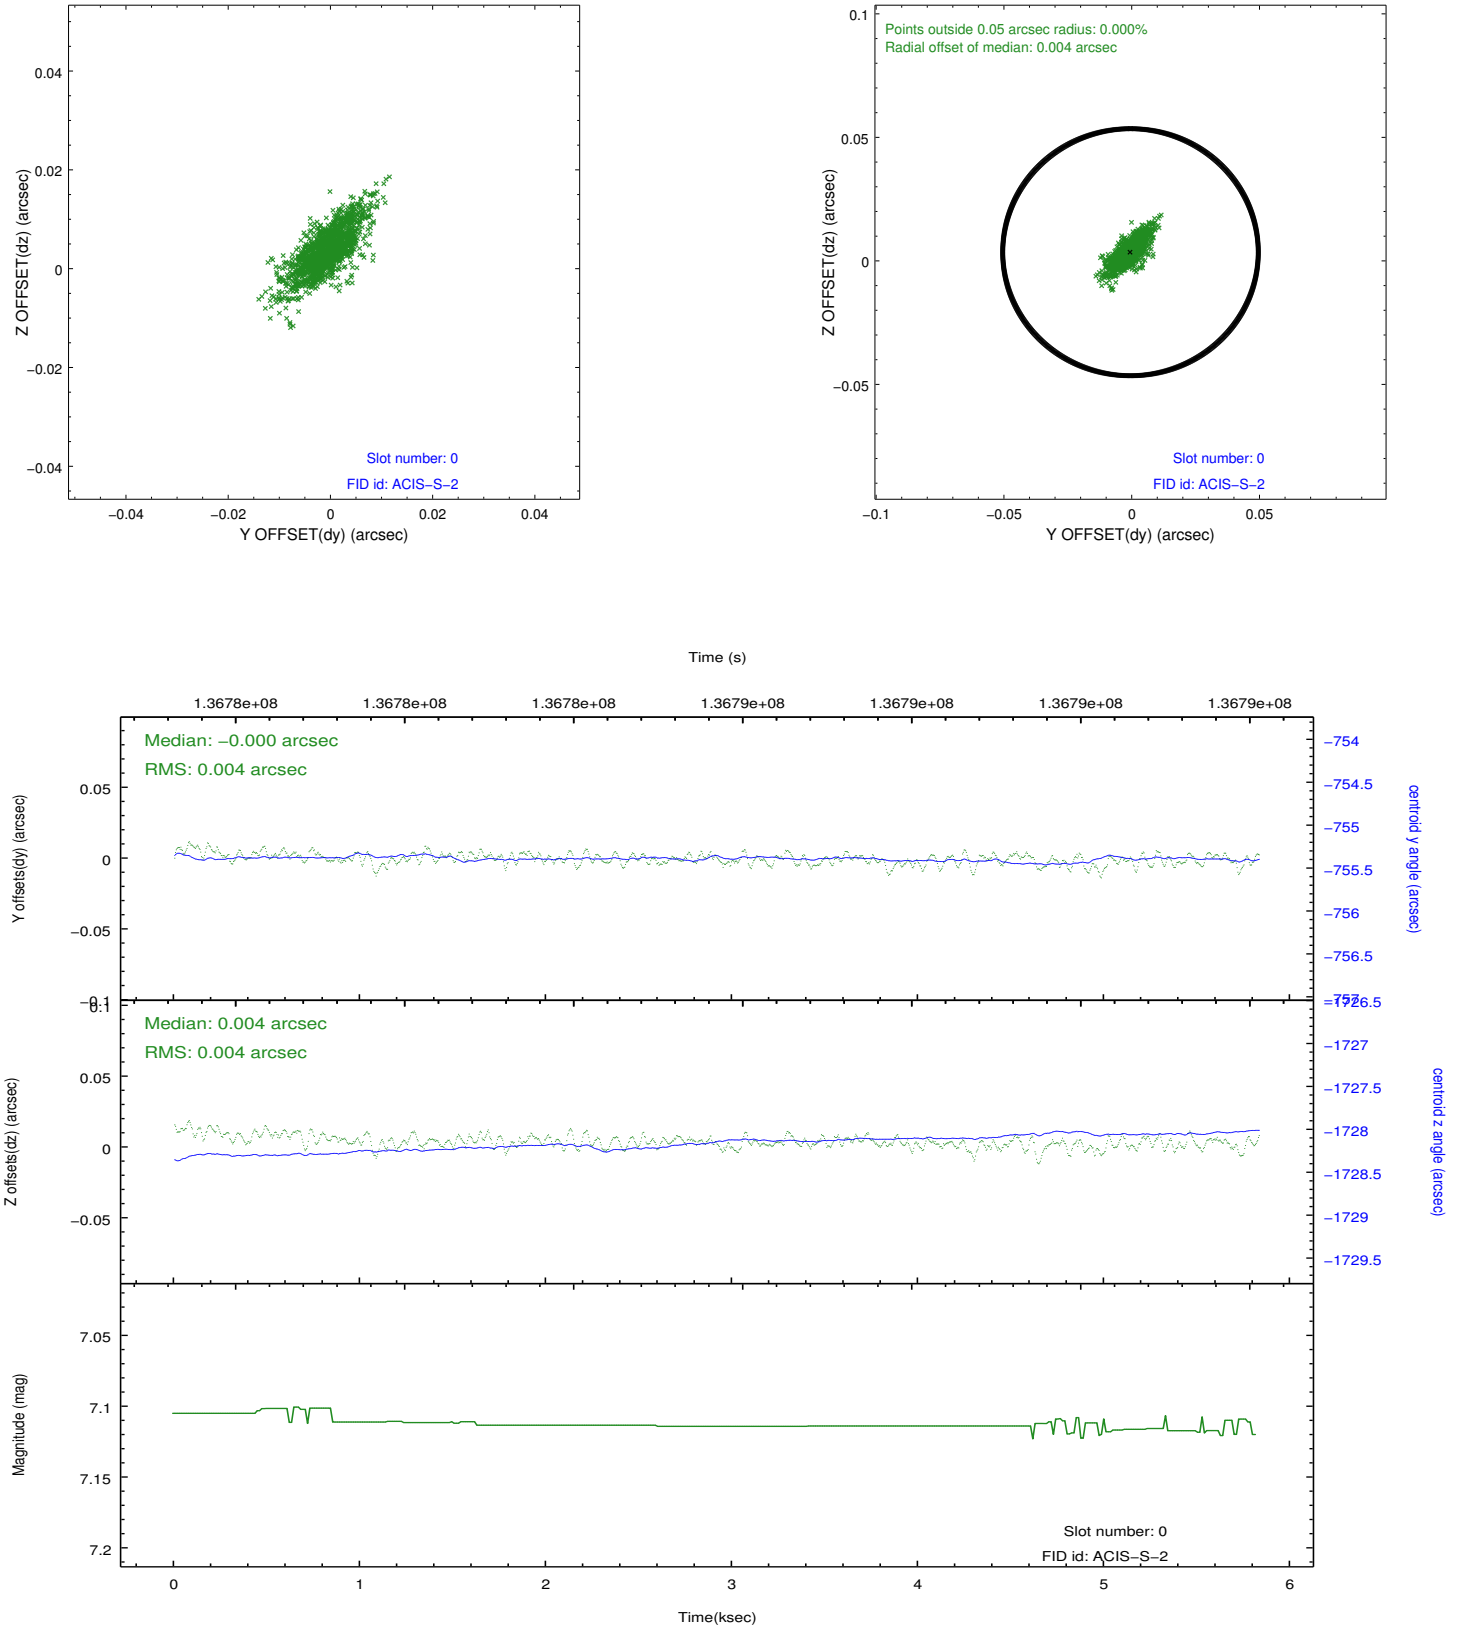 0.04
0.02
0
−0.02
−0.04
Z OFFSET(dz) (arcsec)
Slot number: 0
FID id: ACIS−S−2
−0.04
−0.02
0
0.02
0.04
Y OFFSET(dy) (arcsec)
Points outside 0.05 arcsec radius: 0.000%
Radial offset of median: 0.004 arcsec
0.1
0.05
0
−0.05
Z OFFSET(dz) (arcsec)
Slot number: 0
FID id: ACIS−S−2
−0.1
−0.05
0
0.05
Y OFFSET(dy) (arcsec)
Time (s)
1.3678e+08
1.3678e+08
1.3678e+08
1.3679e+08
1.3679e+08
1.3679e+08
1.3679e+08
Median: −0.000 arcsec
RMS: 0.004 arcsec
0.05
0
−0.05
−0.1
Y offsets(dy) (arcsec)
−754
−754.5
−755
−755.5
−756
−756.5
−757
centroid y angle (arcsec)
Median: 0.004 arcsec
RMS: 0.004 arcsec
0.1
0.05
0
−0.05
Z offsets(dz) (arcsec)
−1726.5
−1727
−1727.5
−1728
−1728.5
−1729
−1729.5
centroid z angle (arcsec)
7.05
7.1
7.15
7.2
Magnitude (mag)
Slot number: 0
FID id: ACIS−S−2
0
1
2
3
4
5
6
Time(ksec)